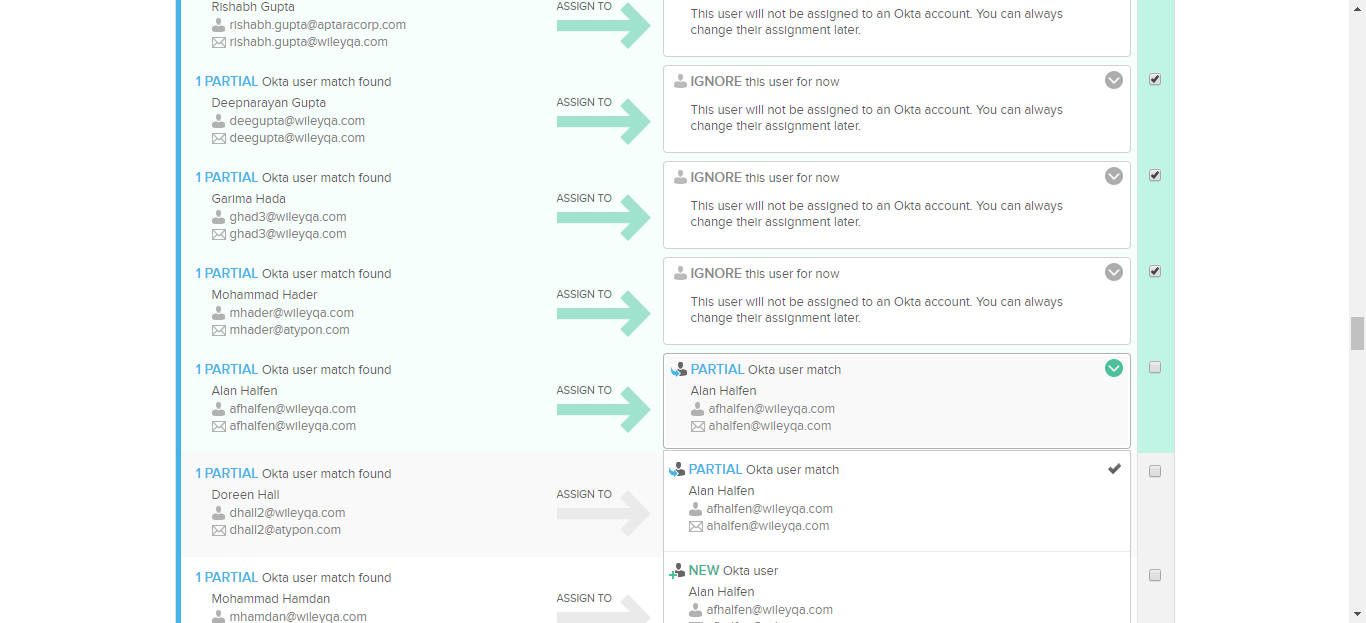 Rishabh Gupta
rishabh.gupta@aptaracorp.com
rishabh.gupta@wileyqa.com
ASSIGN TO
This user will not be assigned to an Okta account. You can always
change their assignment later.
1 PARTIAL Okta user match found
Deepnarayan Gupta
deegupta@wileyqa.com
deegupta@wileyqa.com
ASSIGN TO
IGNORE this user for now
This user will not be assigned to an Okta account. You can always
change their assignment later.
1 PARTIAL Okta user match found
Garima Hada
ghad3@wileyqa.com
ghad3@wileyqa.com
ASSIGN TO
IGNORE this user for now
This user will not be assigned to an Okta account. You can always
change their assignment later.
1 PARTIAL Okta user match found
Mohammad Hader
mhader@wileyqa.com
mhader@atypon.com
ASSIGN TO
IGNORE this user for now
This user will not be assigned to an Okta account. You can always
change their assignment later.
1 PARTIAL Okta user match found
Alan Halfen
afhalfen@wileyqa.com
afhalfen@wileyqa.com
ASSIGN TO
PARTIAL Okta user match
Alan Halfen
afhalfen@wileyqa.com
ahalfen@wileyqa.com
1 PARTIAL Okta user match found
Doreen Hall
dhall2@wileyqa.com
dhall2@atypon.com
ASSIGN TO
PARTIAL Okta user match
Alan Halfen
afhalfen@wileyqa.com
ahalfen@wileyqa.com
1 PARTIAL Okta user match found
Mohammad Hamdan
mhamdan@wileyqa.com
ASSIGN TO
NEW Okta user
Alan Halfen
afhalfen@wileyqa.com